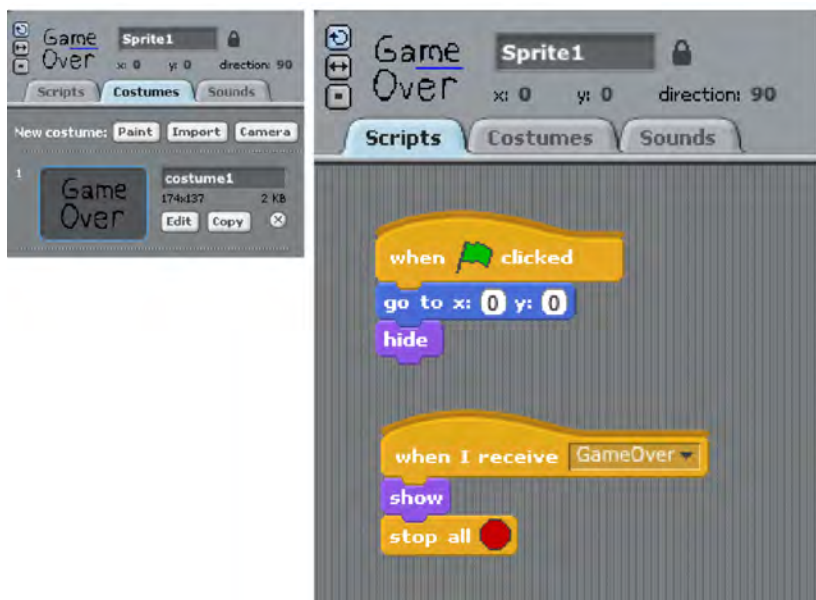 Game
Over
Sprite1
x: 0 y: 0 direction: 90
Scripts Costumes Sounds
New costume: Paint Import Camera
1
Game
Over
costume1
174x137 2 KB
Edit Copy
Game
Over
Sprite1
x: 0 y: 0 direction: 90
Scripts Costumes Sounds
when clicked
go to x: 0 y: 0
hide
when I receive GameOver
show
stop all